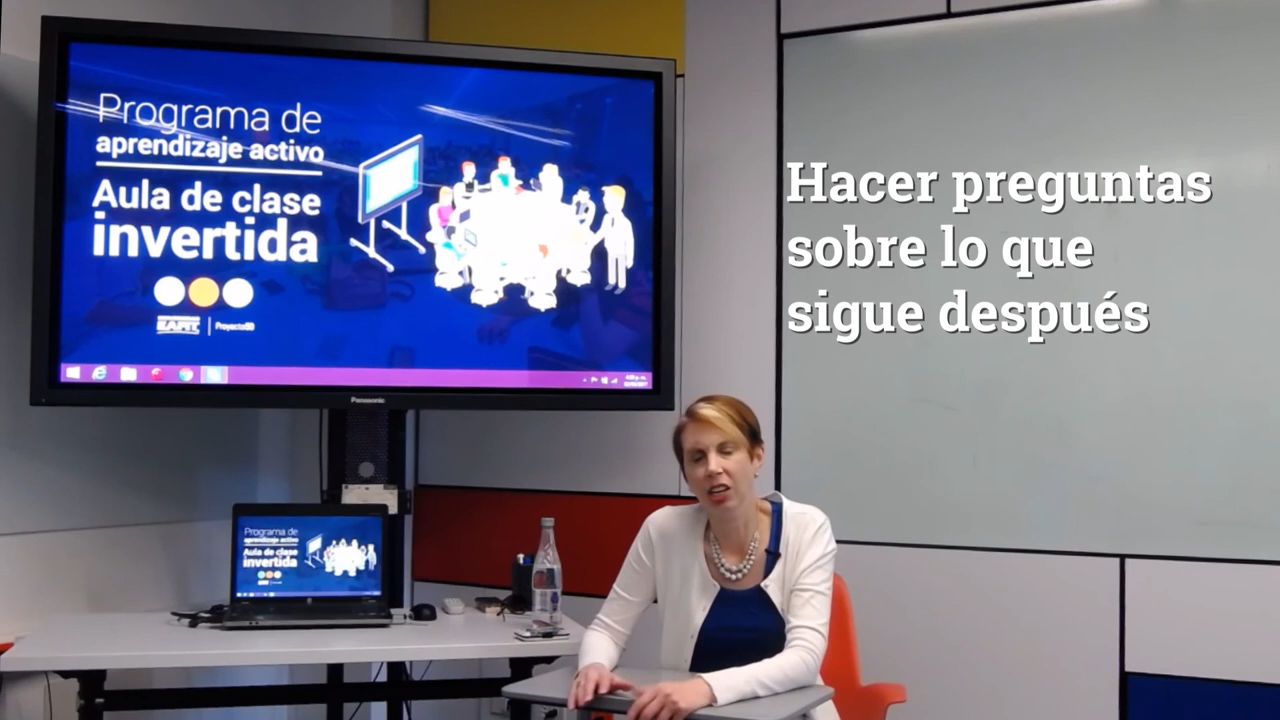 Programa de
aprendizaje activo
Aula de clase
invertida
EAFIT
Proyecto50
Panasonic
Hacer preguntas
sobre lo que
sigue después
Programa de
aprendizaje activo
Aula de clase
invertida